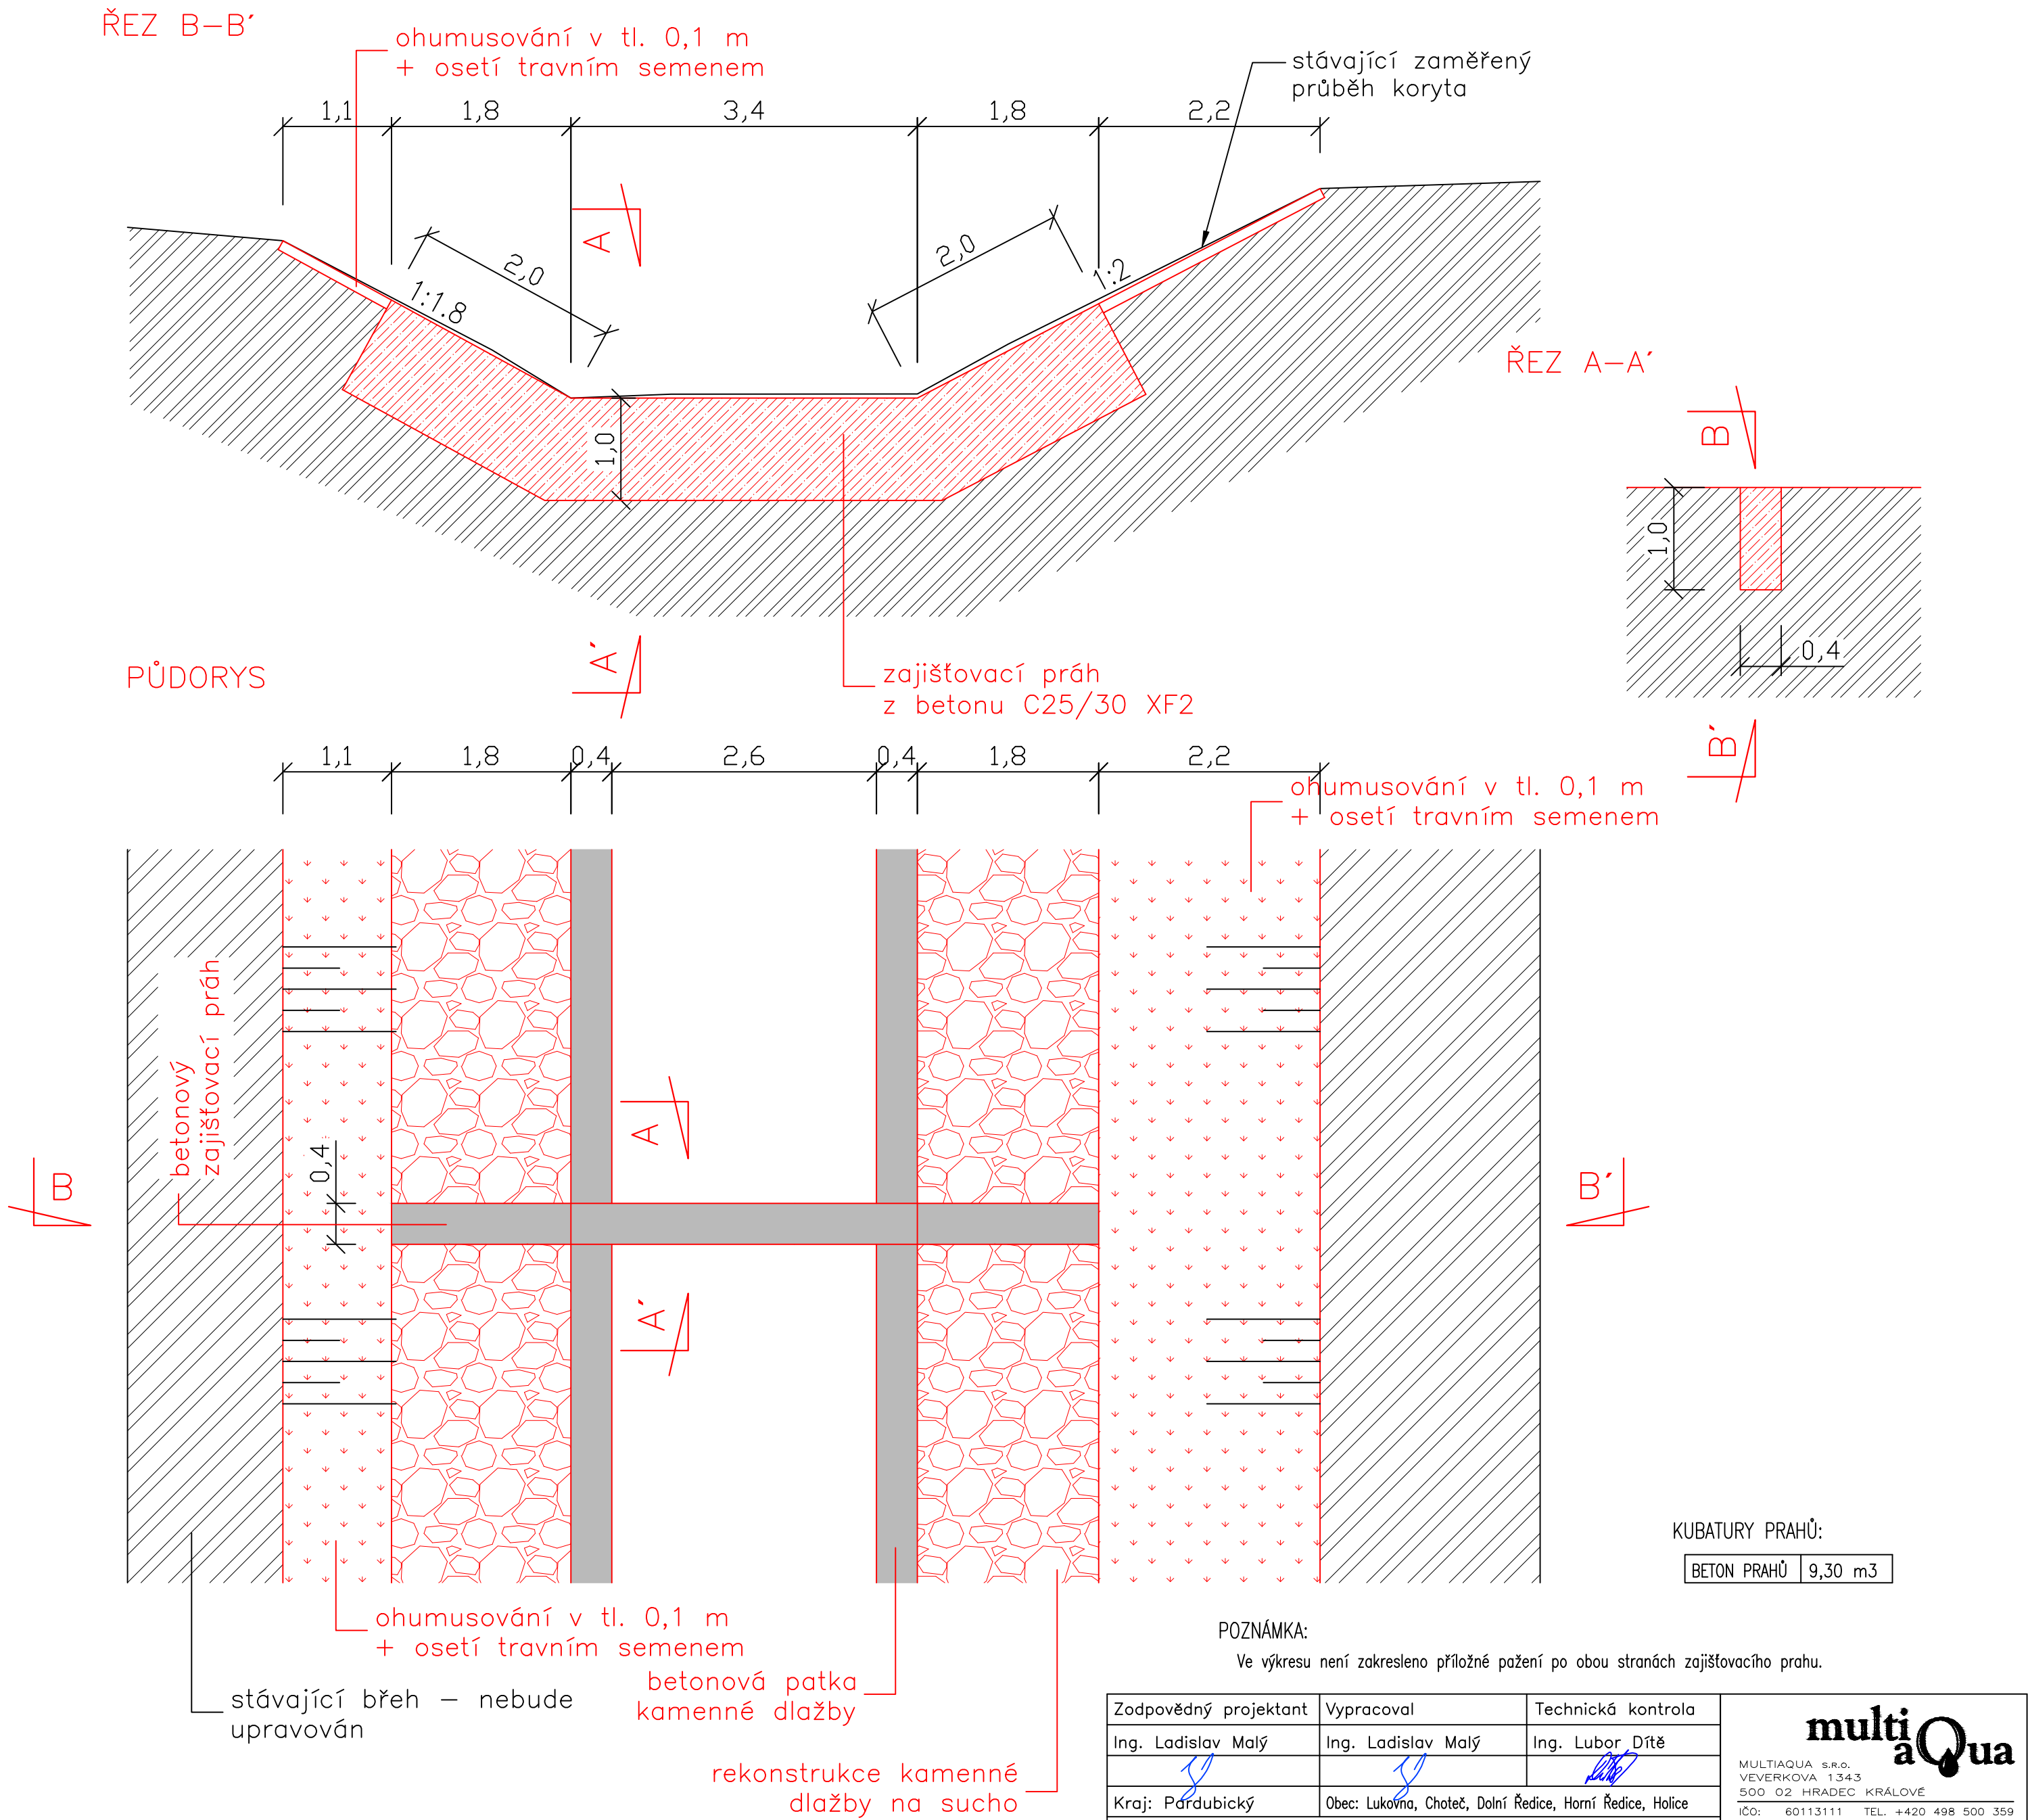 ŘEZ B-B´
ohumusování v tl. 0,1 m
+ osetí travním semenem
stávající zaměřený
průběh koryta
1,1
1,8
3,4
1,8
2,2
A
2,0
2,0
1:1.8
1:2
1,0
ŘEZ A-A´
B
1,0
0,4
B´
A´
zajišťovací práh
z betonu C25/30 XF2
PŮDORYS
1,1
1,8
0,4
2,6
0,4
1,8
2,2
ohumusování v tl. 0,1 m
+ osetí travním semenem
betonový
zajišťovací práh
0,4
A
B
B´
A´
ohumusování v tl. 0,1 m
+ osetí travním semenem
stávající břeh – nebude
upravován
betonová patka
kamenné dlažby
rekonstrukce kamenné
dlažby na sucho
KUBATURY PRAHŮ:
BETON PRAHŮ 9,30 m3
POZNÁMKA:
Ve výkresu není zakresleno příložné pažení po obou stranách zajišťovacího prahu.
Zodpovědný projektant Vypracoval Technická kontrola
Ing. Ladislav Malý Ing. Ladislav Malý Ing. Lubor Dítě
Kraj: Pardubický Obec: Lukovna, Choteč, Dolní Ředice, Horní Ředice, Holice
multi
aQua
MULTIAQUA s.r.o.
VEVERKOVA 1343
500 02 HRADEC KRÁLOVÉ
IČO: 60113111 TEL. +420 498 500 359